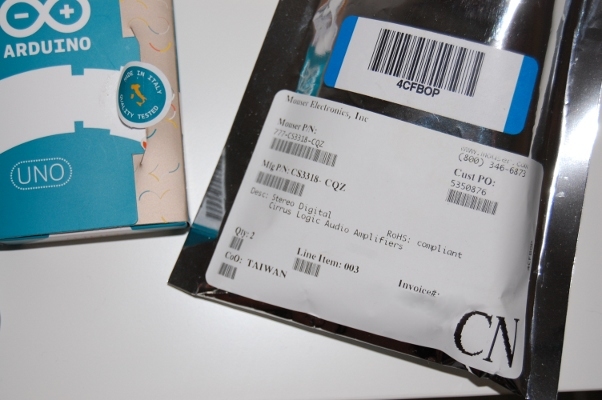 ARDUINO
MADE IN ITALY
QUALITY TESTED
UNO
4CFBOP
Mouser Electronics, Inc
(800) 346-6873
Mouser P/N:
777-CS3318-CQZ
Cust PO:
5350876
Mfg P/N: CS3318- CQZ
Desc: Stereo Digital
Cirrus Logic Audio Amplifiers
RoHS: compliant
Qty: 2
Line Item: 003
CoO: TAIWAN
Invoice#:
CN